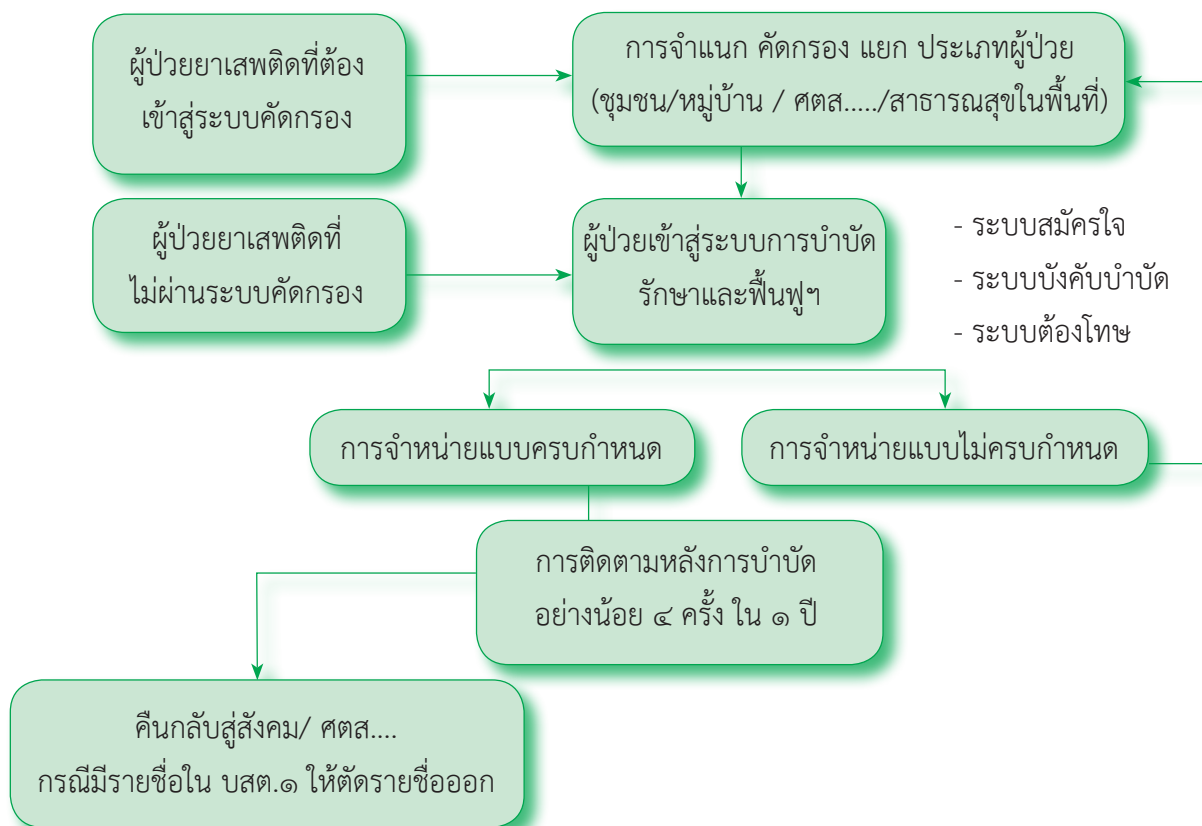 ผู้ป่วยยาเสพติดที่ต้อง
เข้าสู่ระบบคัดกรอง
การจำแนก คัดกรอง แยก ประเภทผู้ป่วย
(ชุมชน/หมู่บ้าน / ศตส...../สาธารณสุขในพื้นที่)
ผู้ป่วยยาเสพติดที่
ไม่ผ่านระบบคัดกรอง
ผู้ป่วยเข้าสู่ระบบการบำบัด
รักษาและฟื้นฟูฯ
- ระบบสมัครใจ
- ระบบบังคับบำบัด
- ระบบต้องโทษ
การจำหน่ายแบบครบกำหนด
การจำหน่ายแบบไม่ครบกำหนด
การติดตามหลังการบำบัด
อย่างน้อย ๔ ครั้ง ใน ๑ ปี
คืนกลับสู่สังคม/ ศตส....
กรณีมีรายชื่อใน บสต.๑ ให้ตัดรายชื่อออก